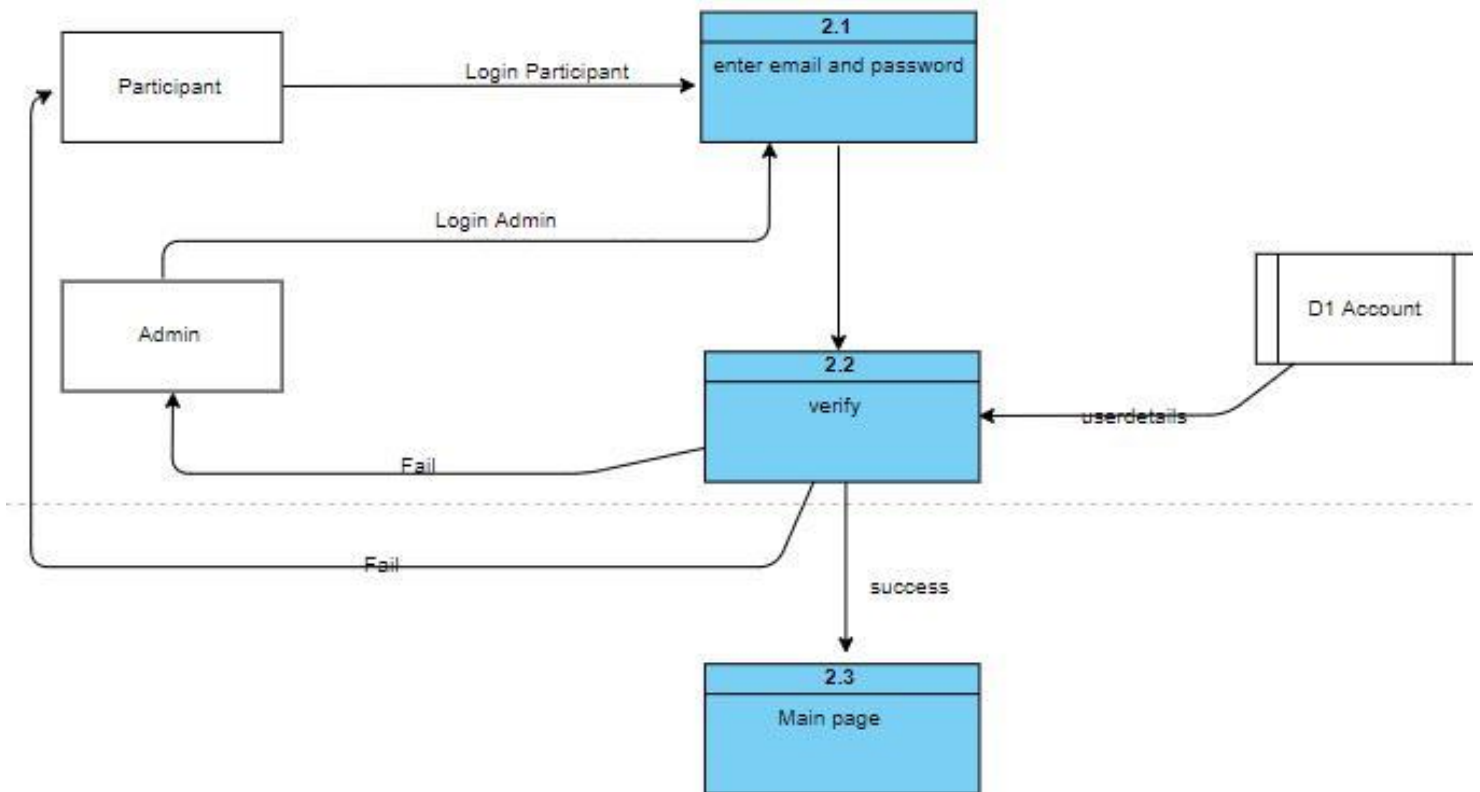 2.1
enter email and password
Participant
Login Participant
Login Admin
Admin
D1 Account
2.2
verify
userdetails
Fail
Fail
success
2.3
Main page